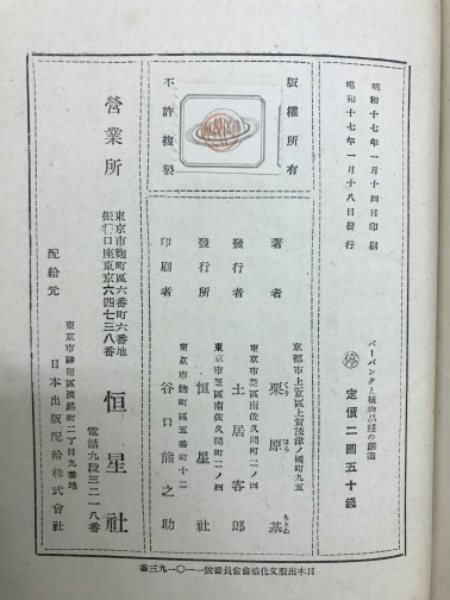 昭和十七年一月十四日印刷
昭和十七年一月十八日發行
バーバンクと植物品種の創造
定價二圓五十錢
版權所有
不許複製
京都市上京區上賀茂津ノ國町九五
著者 栗原基
くり はら もとゐ
東京市芝區南佐久間町二ノ四
發行者 土居客郎
東京市芝區南佐久間町二ノ四
發行所 恒星社
東京市麴町區五番町十二
印刷者 谷口熊之助
營業所
東京市麴町區六番町六番地
振替口座東京六四七三八番
恒星社
電話九段三二一八番
配給元
東京市神田區淡路町二丁目九番地
日本出版配給株式會社
日本出版文化協會會員番號一一〇一九三番